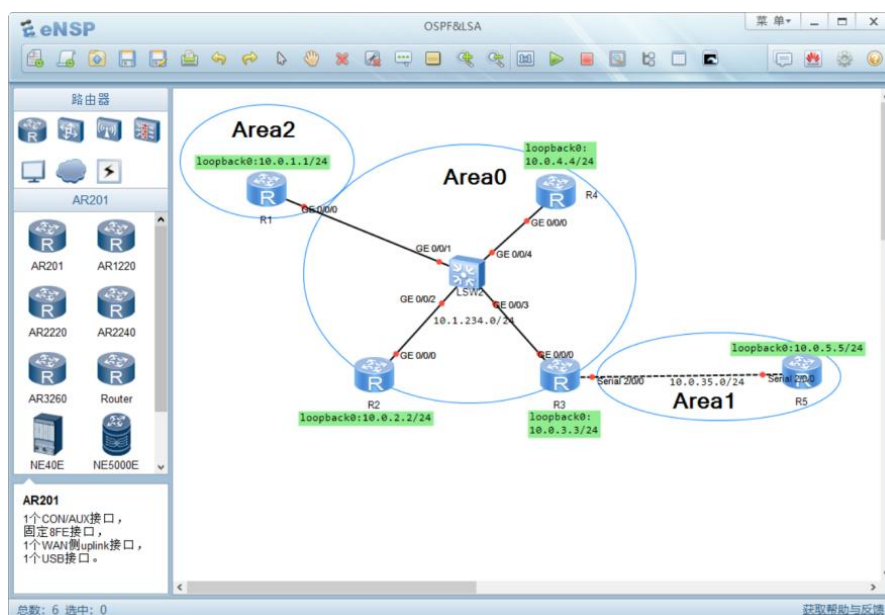 eNSP
OSPF&LSA
菜 单
路由器
AR201
AR201
AR1220
AR2220
AR2240
AR3260
Router
NE40E
NE5000E
AR201
1个CON/AUX接口，
固定8FE接口，
1个WAN侧uplink接口，
1个USB接口。
Area2
loopback0:10.0.1.1/24
R1
GE 0/0/0
Area0
loopback0:
10.0.4.4/24
R4
GE 0/0/0
GE 0/0/1
GE 0/0/4
LSW2
GE 0/0/2
GE 0/0/3
10.1.234.0/24
GE 0/0/0
R2
loopback0:10.0.2.2/24
GE 0/0/0
R3
loopback0:
10.0.3.3/24
loopback0:10.0.5.5/24
Serial 2/0/0
10.0.35.0/24
Serial 2/0/0
R5
Area1
总数: 6 选中: 0
获取帮助与反馈